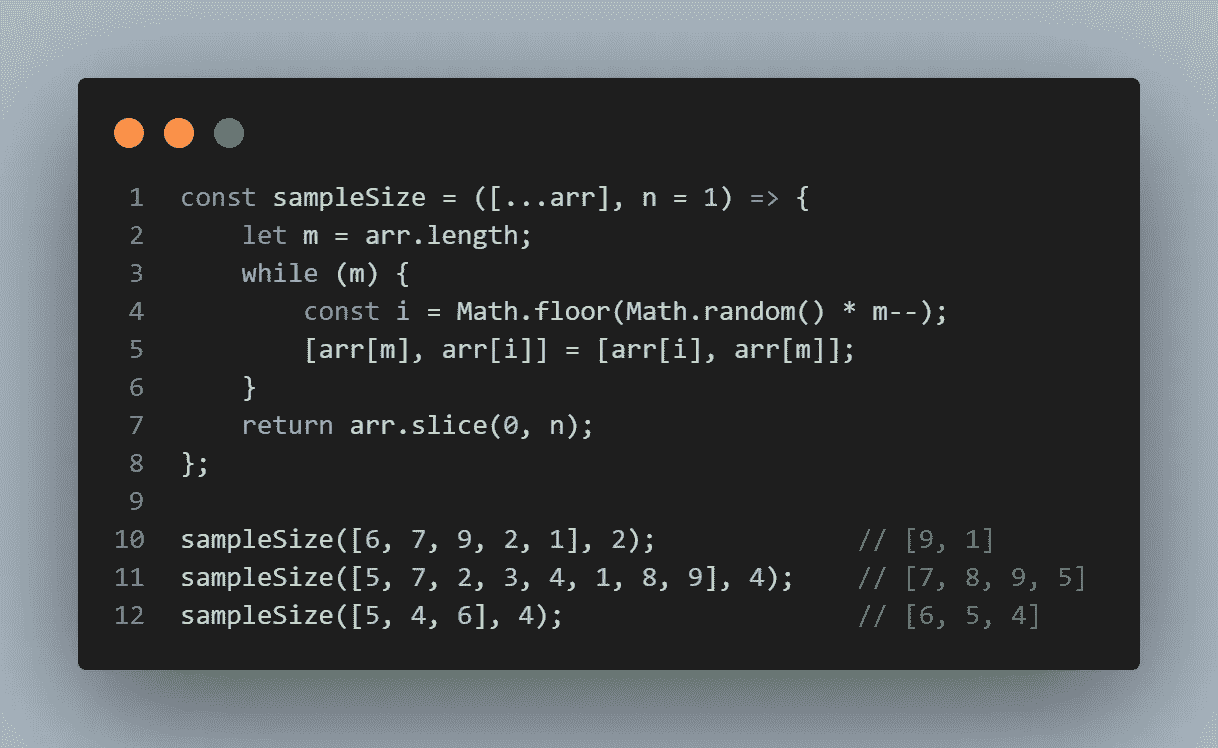 1 const sampleSize = ([...arr], n = 1) => {
2     let m = arr.length;
3     while (m) {
4         const i = Math.floor(Math.random() * m--);
5         [arr[m], arr[i]] = [arr[i], arr[m]];
6     }
7     return arr.slice(0, n);
8 };
9
10 sampleSize([6, 7, 9, 2, 1], 2);             // [9, 1]
11 sampleSize([5, 7, 2, 3, 4, 1, 8, 9], 4);    // [7, 8, 9, 5]
12 sampleSize([5, 4, 6], 4);                   // [6, 5, 4]